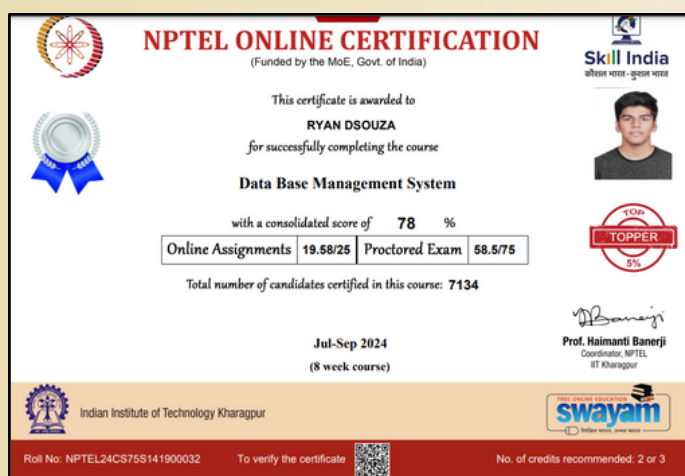 NPTEL ONLINE CERTIFICATION
(Funded by the MoE, Govt. of India)
Skill India
कौशल भारत - कुशल भारत
This certificate is awarded to
RYAN DSOUZA
for successfully completing the course
Data Base Management System
with a consolidated score of 78 %
Online Assignments 19.58/25 Proctored Exam 58.5/75
TOP
TOPPER
5%
Total number of candidates certified in this course: 7134
Prof. Haimanti Banerji
Coordinator, NPTEL
IIT Kharagpur
Jul-Sep 2024
(8 week course)
Indian Institute of Technology Kharagpur
FREE ONLINE EDUCATION
swayam
शिक्षित भारत, उन्नत भारत
Roll No: NPTEL24CS75S141900032 To verify the certificate No. of credits recommended: 2 or 3